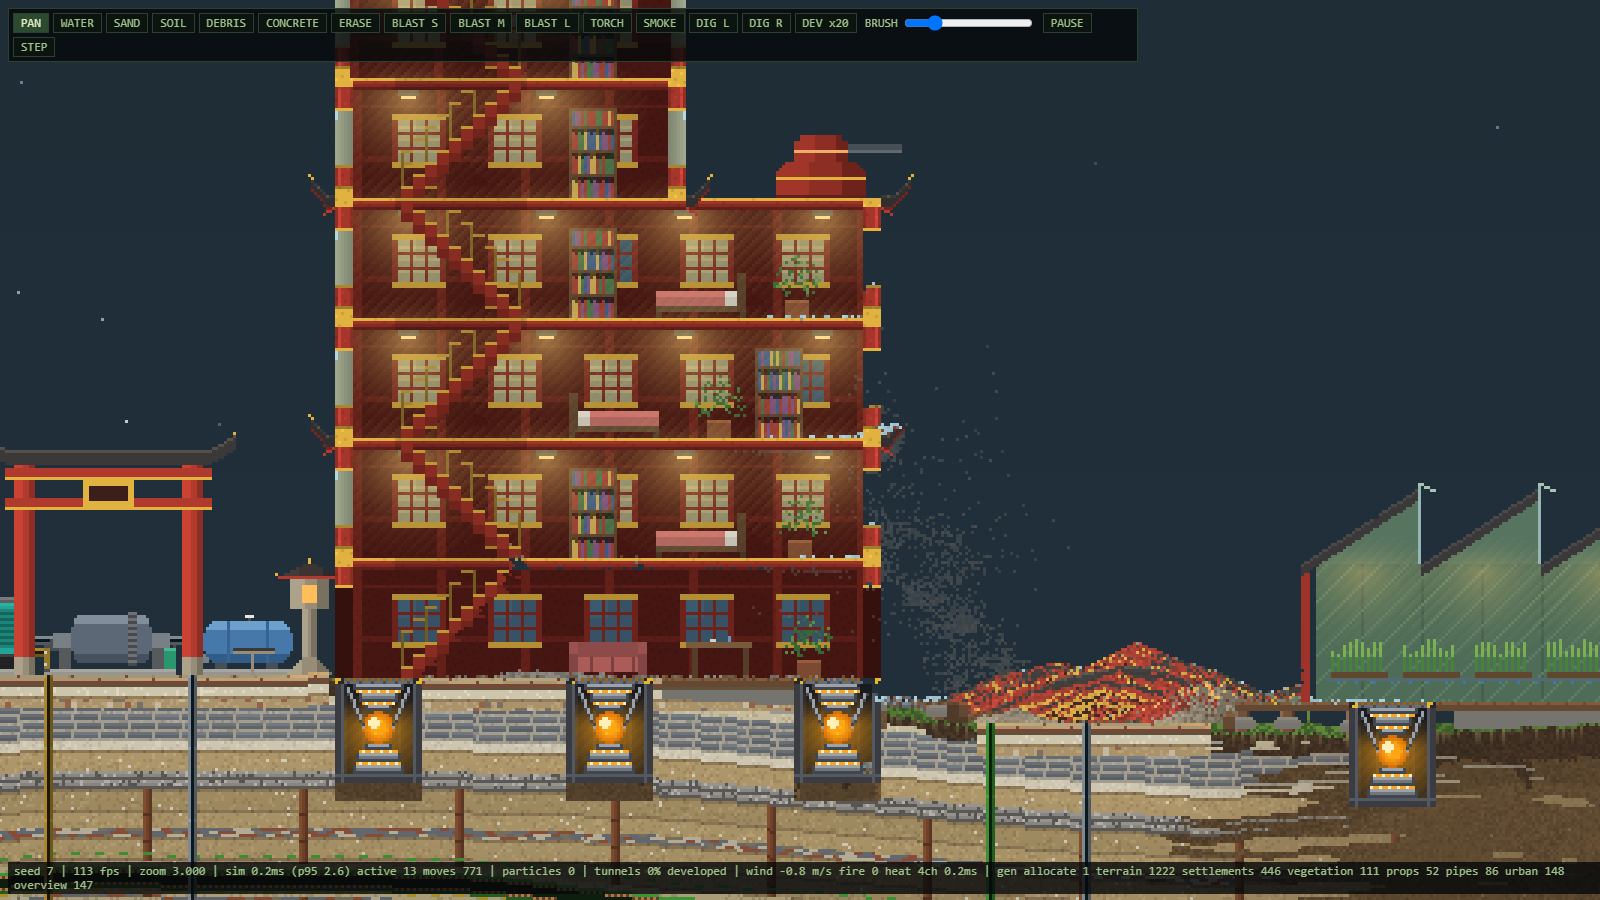 PAN WATER SAND SOIL DEBRIS CONCRETE ERASE BLAST S BLAST M BLAST L TORCH SMOKE DIG L DIG R DEV x20 BRUSH PAUSE
STEP
seed 7 | 113 fps | zoom 3.000 | sim 0.2ms (p95 2.6) active 13 moves 771 | particles 0 | tunnels 0% developed | wind -0.8 m/s fire 0 heat 4ch 0.2ms | gen allocate 1 terrain 1222 settlements 446 vegetation 111 props 52 pipes 86 urban 148
overview 147